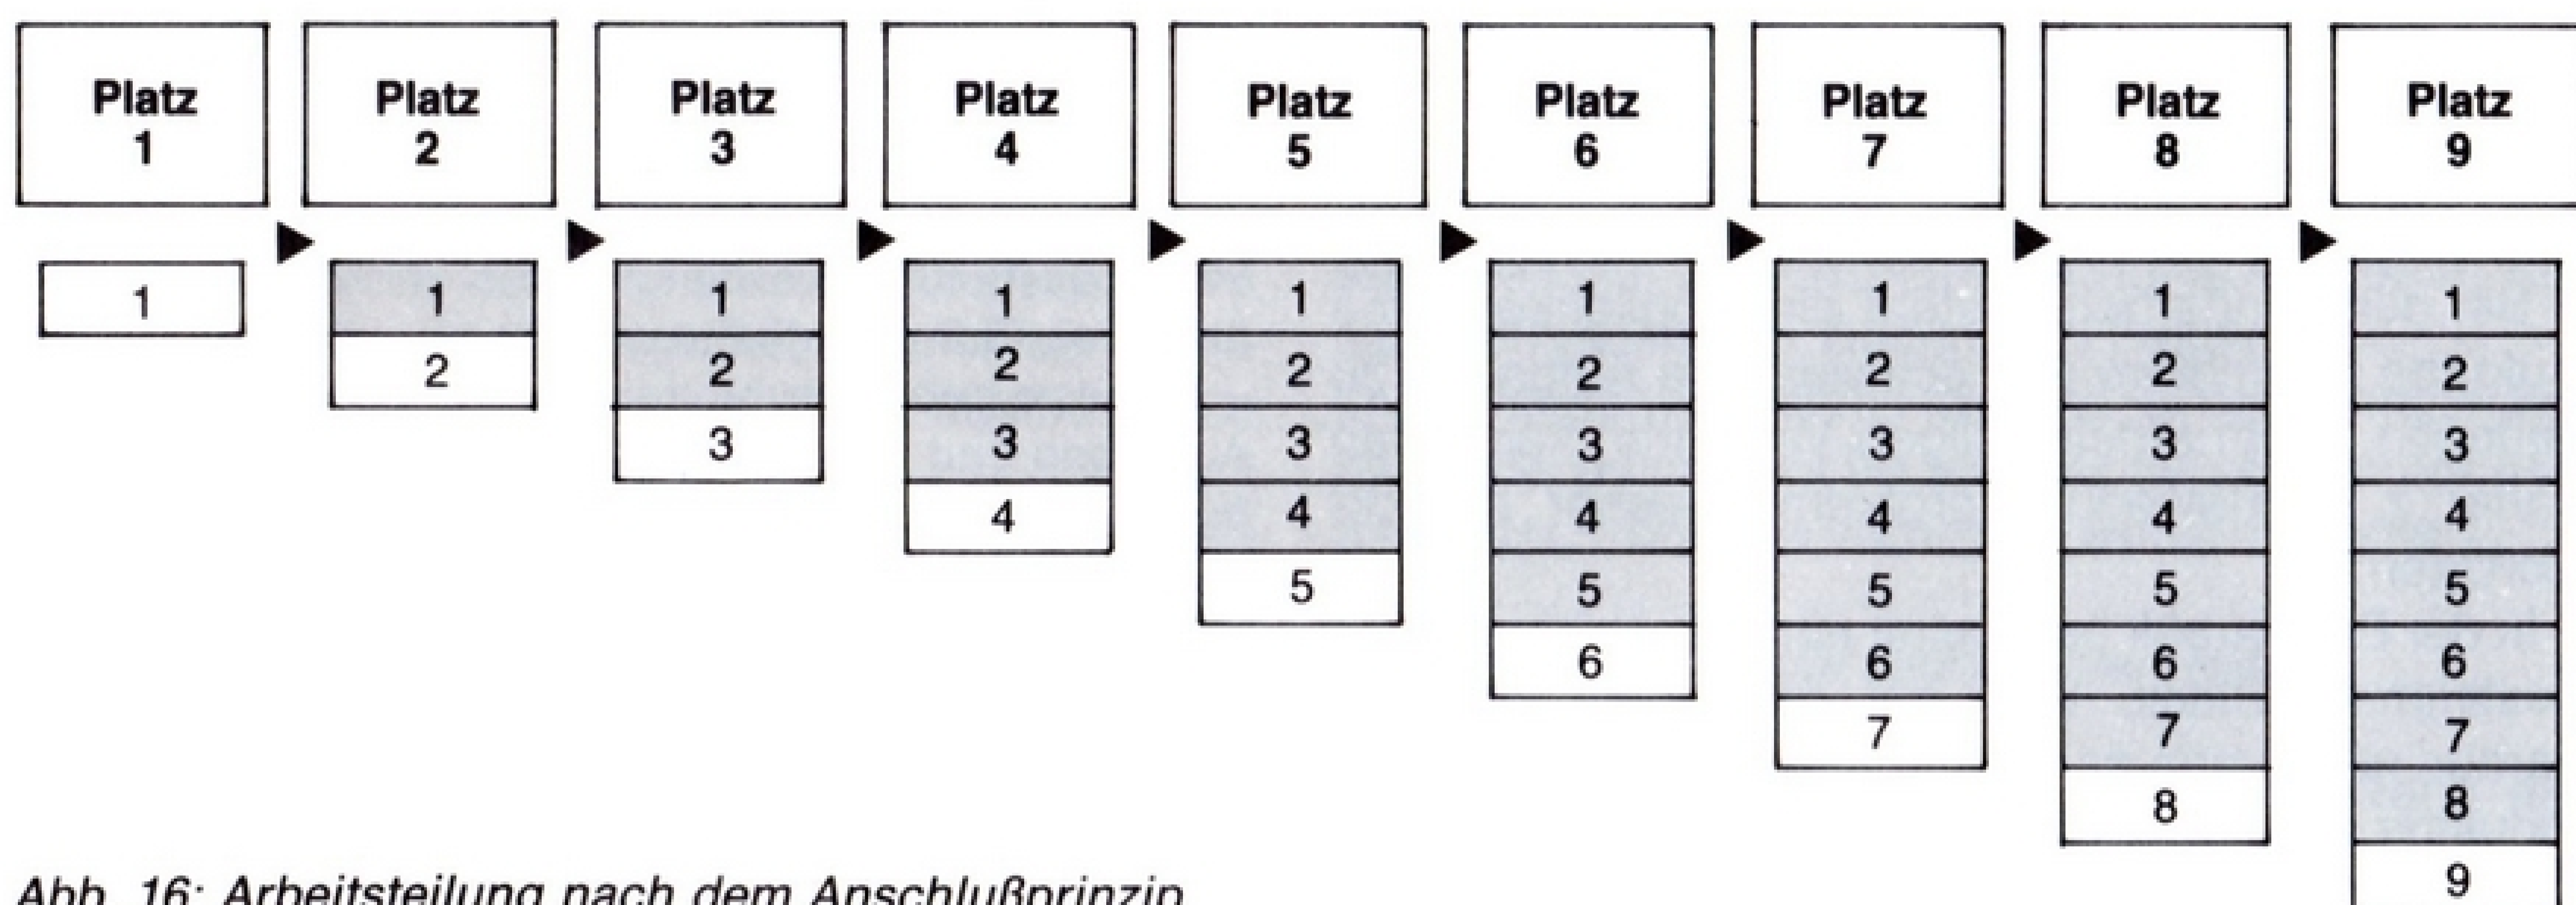 Platz Platz Platz Platz Platz Platz Platz Platz Platz
1 2 3 4 5 6 7 8 9
1 1 1 1 1 1 1 1 1
2 2 2 2 2 2 2 2
3 3 3 3 3 3 3
4 4 4 4 4 4
5 5 5 5 5
6 6 6 6
7 7 7
8 8
9
Abb. 16: Arbeitsteilung nach dem Anschlußprinzip